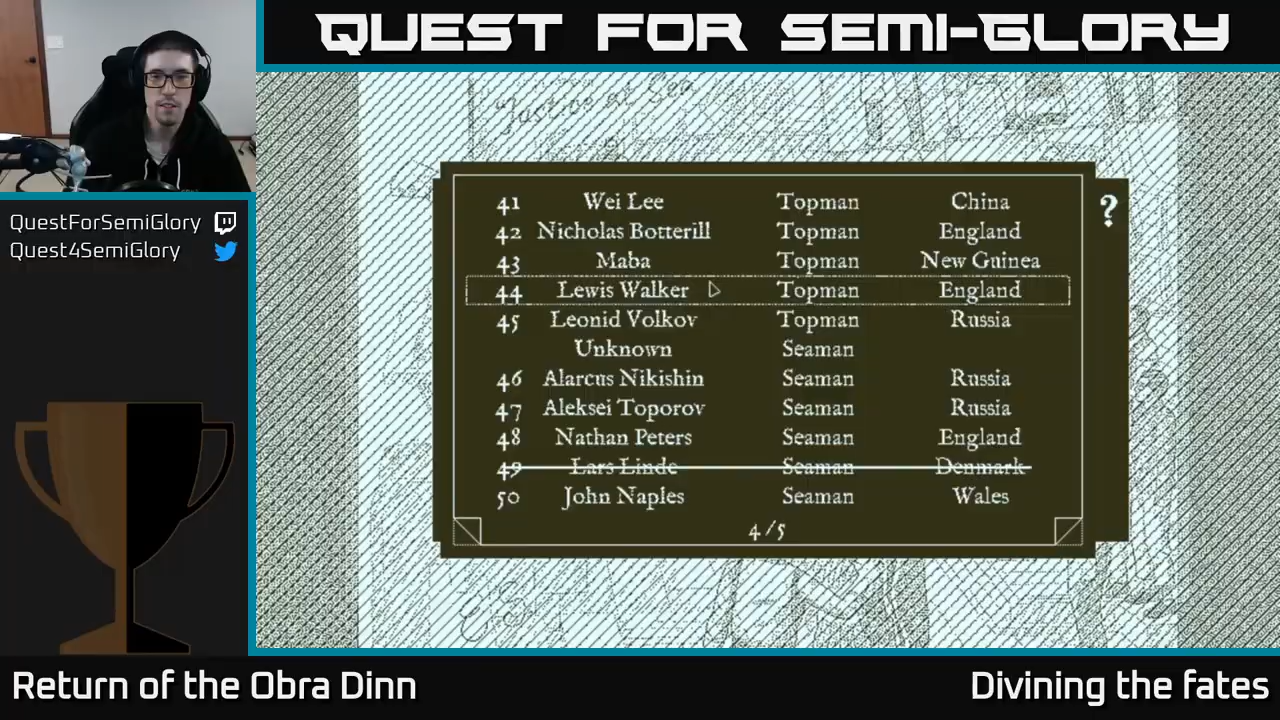 QUEST FOR SEMI-GLORY
QuestForSemiGlory
Quest4SemiGlory
41 Wei Lee Topman China
42 Nicholas Botterill Topman England
43 Maba Topman New Guinea
44 Lewis Walker Topman England
45 Leonid Volkov Topman Russia
Unknown Seaman
46 Alarcus Nikishin Seaman Russia
47 Aleksei Toporov Seaman Russia
48 Nathan Peters Seaman England
49 Lars Linde Seaman Denmark
50 John Naples Seaman Wales
4/5
?
Return of the Obra Dinn
Divining the fates